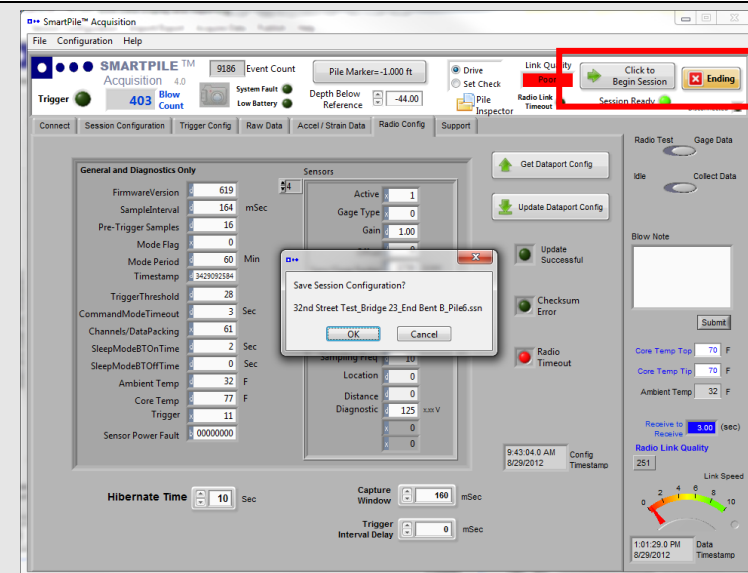 SmartPile™ Acquisition
File Configuration Help
SMARTPILE TM
Acquisition 4.0
9186 Event Count
Trigger
403 Blow Count
System Fault
Low Battery
Pile Marker=-1.000 ft
Depth Below Reference -44.00
Drive
Set Check
Pile Inspector
Link Quality
Poor
Radio Link Timeout
Click to Begin Session
Session Ready
Ending
Connect Session Configuration Trigger Config Raw Data Accel / Strain Data Radio Config Support
General and Diagnostics Only
FirmwareVersion 619
SampleInterval 164 mSec
Pre-Trigger Samples 16
Mode Flag 0
Mode Period 60 Min
Timestamp 3429092584
TriggerThreshold 28
CommandModeTimeout 3 Sec
Channels/DataPacking 61
SleepModeBTOnTime 2 Sec
SleepModeBTOffTime 0 Sec
Ambient Temp 32 F
Core Temp 77 F
Trigger 11
Sensor Power Fault 00000000
4
Sensors
Active 1
Gage Type 0
Gain 1.00
Sampling Freq 10
Location 0
Distance 0
Diagnostic 125 x.xx V
0
0
Save Session Configuration?
32nd Street Test_Bridge 23_End Bent B_Pile6.ssn
OK Cancel
Get Dataport Config
Update Dataport Config
Update Successful
Checksum Error
Radio Timeout
9:43:04.0 AM
8/29/2012
Config Timestamp
Hibernate Time 10 Sec
Capture Window 160 mSec
Trigger Interval Delay 0 mSec
Radio Test Gage Data
Idle Collect Data
Blow Note
Submit
Core Temp Top 70 F
Core Temp Tip 70 F
Ambient Temp 32 F
Receive to Receive 3.00 (sec)
Radio Link Quality
251
Link Speed
0 2 4 6 8 10
1:01:29.0 PM
8/29/2012
Data Timestamp